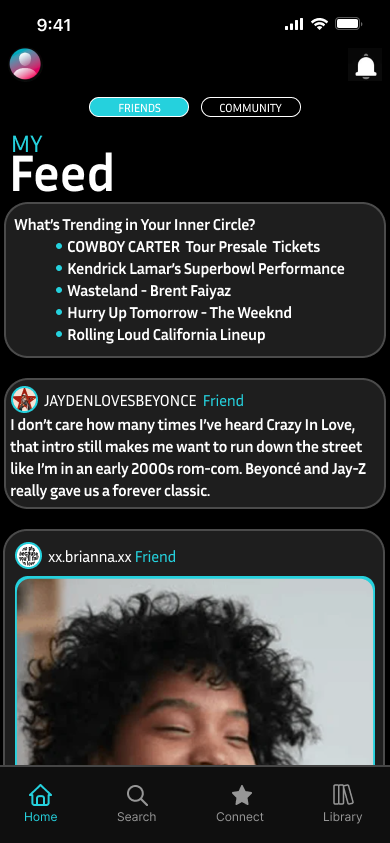 9:41
FRIENDS
COMMUNITY
MY
Feed
What's Trending in Your Inner Circle?
• COWBOY CARTER Tour Presale Tickets
• Kendrick Lamar's Superbowl Performance
• Wasteland - Brent Faiyaz
• Hurry Up Tomorrow - The Weeknd
• Rolling Loud California Lineup
JAYDENLOVESBEYONCE Friend
I don't care how many times I've heard Crazy In Love,
that intro still makes me want to run down the street
like I'm in an early 2000s rom-com. Beyoncé and Jay-Z
really gave us a forever classic.
xx.brianna.xx Friend
Home
Search
Connect
Library